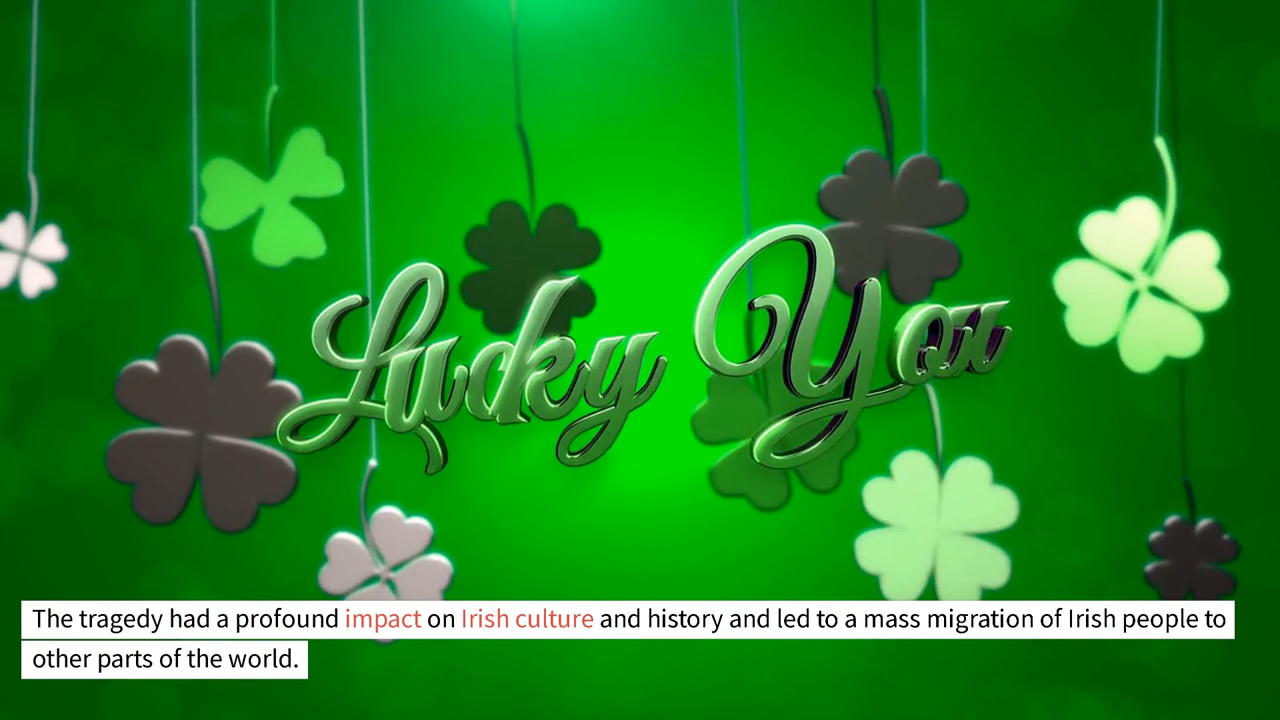 Lucky You
The tragedy had a profound impact on Irish culture and history and led to a mass migration of Irish people to
other parts of the world.